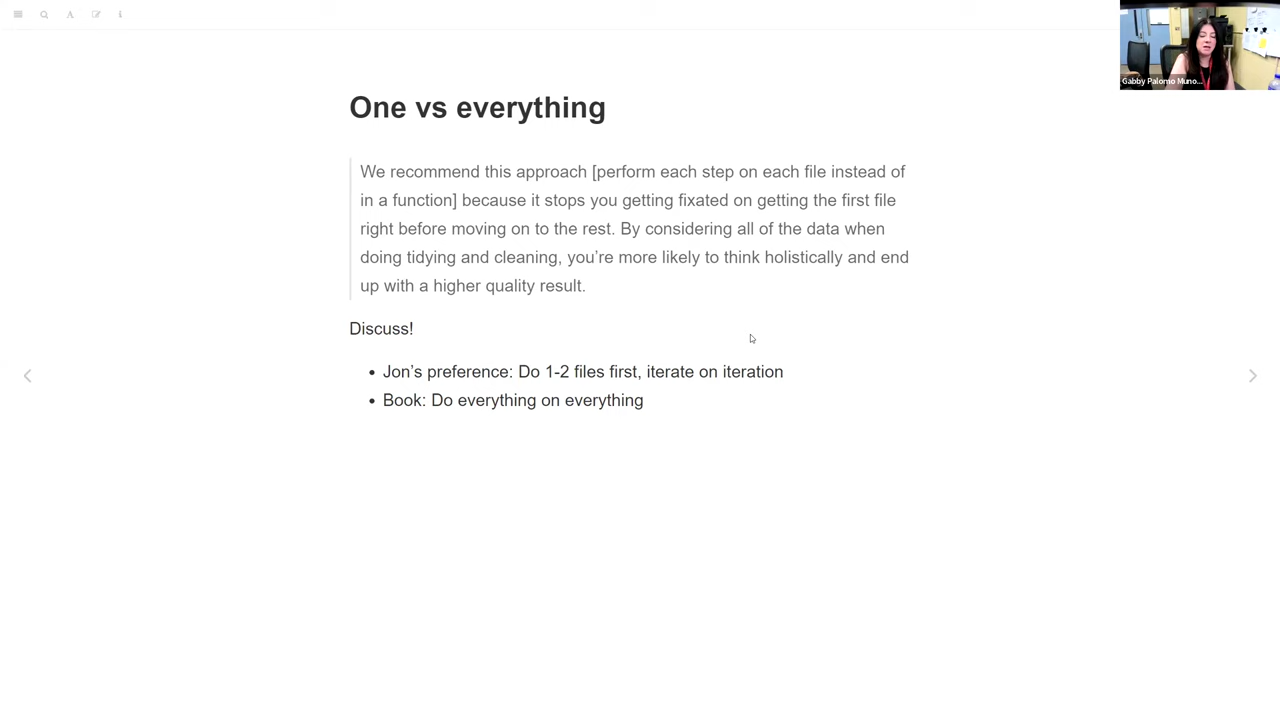 Gabby Palomo Muno...
One vs everything
We recommend this approach [perform each step on each file instead of
in a function] because it stops you getting fixated on getting the first file
right before moving on to the rest. By considering all of the data when
doing tidying and cleaning, you’re more likely to think holistically and end
up with a higher quality result.
Discuss!
• Jon’s preference: Do 1-2 files first, iterate on iteration
• Book: Do everything on everything